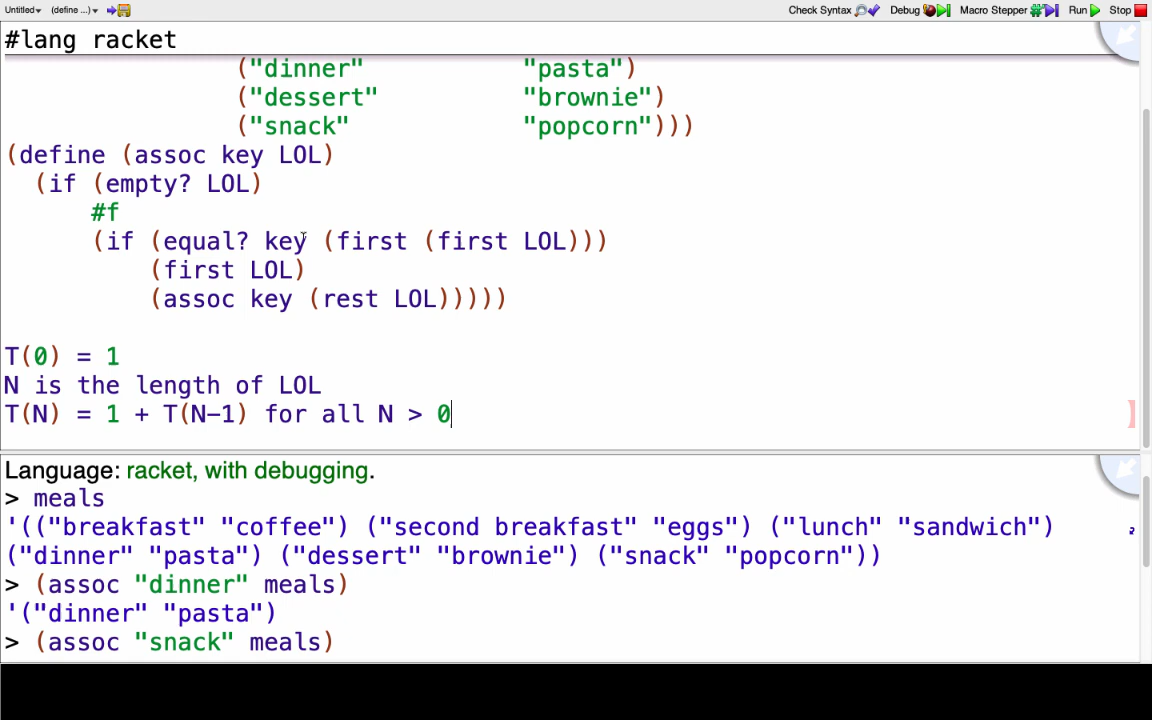 Untitled▾ (define ...)▾
Check Syntax Debug Macro Stepper Run Stop
#lang racket
("dinner" "pasta")
("dessert" "brownie")
("snack" "popcorn")))
(define (assoc key LOL)
(if (empty? LOL)
#f
(if (equal? key (first (first LOL)))
(first LOL)
(assoc key (rest LOL)))))
T(0) = 1
N is the length of LOL
T(N) = 1 + T(N-1) for all N > 0
Language: racket, with debugging.
> meals
'(("breakfast" "coffee") ("second breakfast" "eggs") ("lunch" "sandwich")
("dinner" "pasta") ("dessert" "brownie") ("snack" "popcorn"))
> (assoc "dinner" meals)
'("dinner" "pasta")
> (assoc "snack" meals)